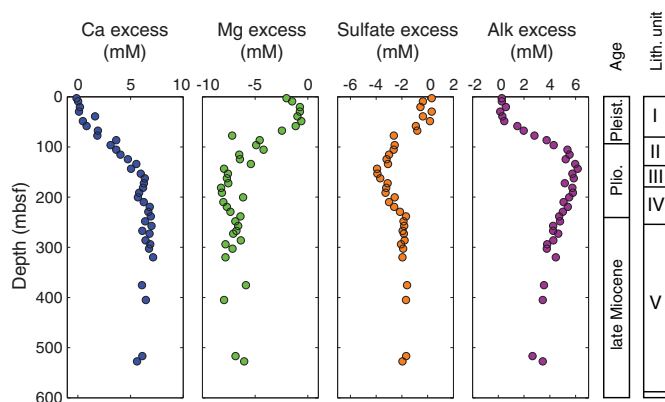 Ca excess
(mM)
Mg excess
(mM)
Sulfate excess
(mM)
Alk excess
(mM)
Age
Lith. unit
0 5 10
−10 −5 0
−6 −4 −2 0 2
−2 0 2 4 6
Depth (mbsf)
0
100
200
300
400
500
600
Pleist.
Plio.
late Miocene
I
II
III
IV
V